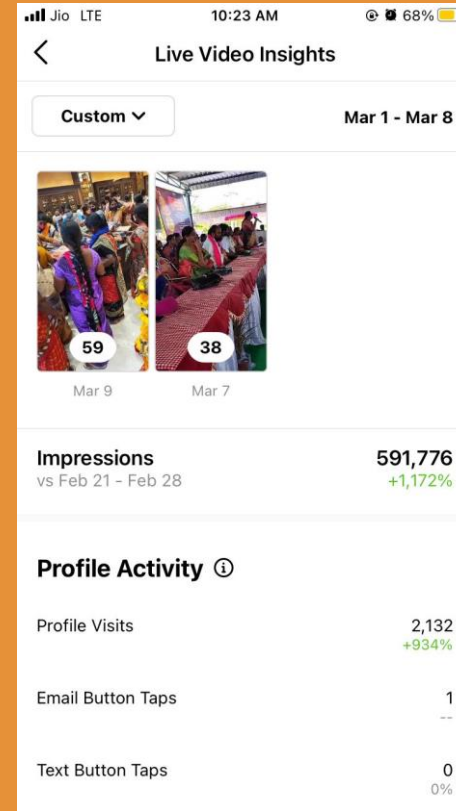 Jio LTE 10:23 AM 68%
Live Video Insights
Custom Mar 1 - Mar 8
59 38
Mar 9 Mar 7
Impressions 591,776
vs Feb 21 - Feb 28 +1,172%
Profile Activity
Profile Visits 2,132
+934%
Email Button Taps 1
--
Text Button Taps 0
0%